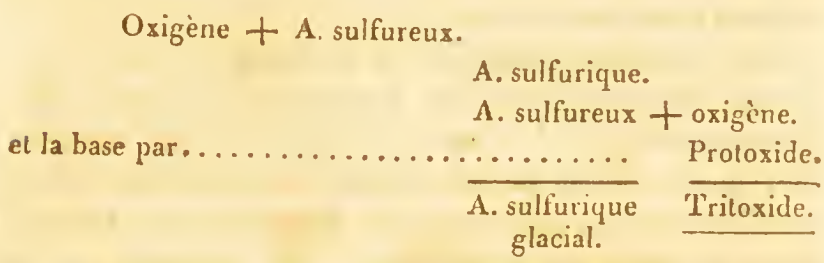 Oxigène + A. sulfureux.
A. sulfurique.
A. sulfureux + oxigène.
et la base par. . . . . . . . . . . . . . . . . . . . . . . . . . . . . . Protoxide.
A. sulfurique Tritoxide.
glacial.